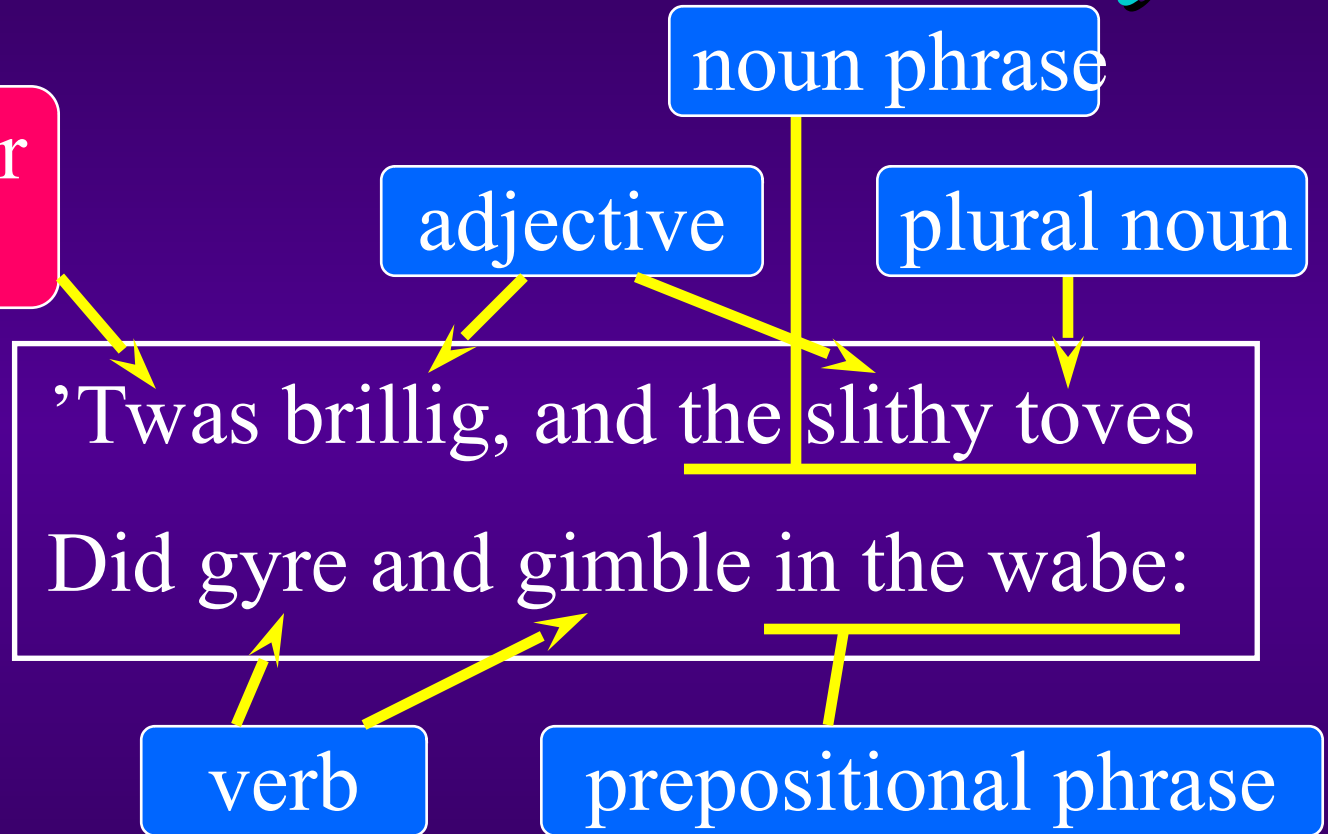 noun phrase
adjective
plural noun
’Twas brillig, and the slithy toves
Did gyre and gimble in the wabe:
verb
prepositional phrase